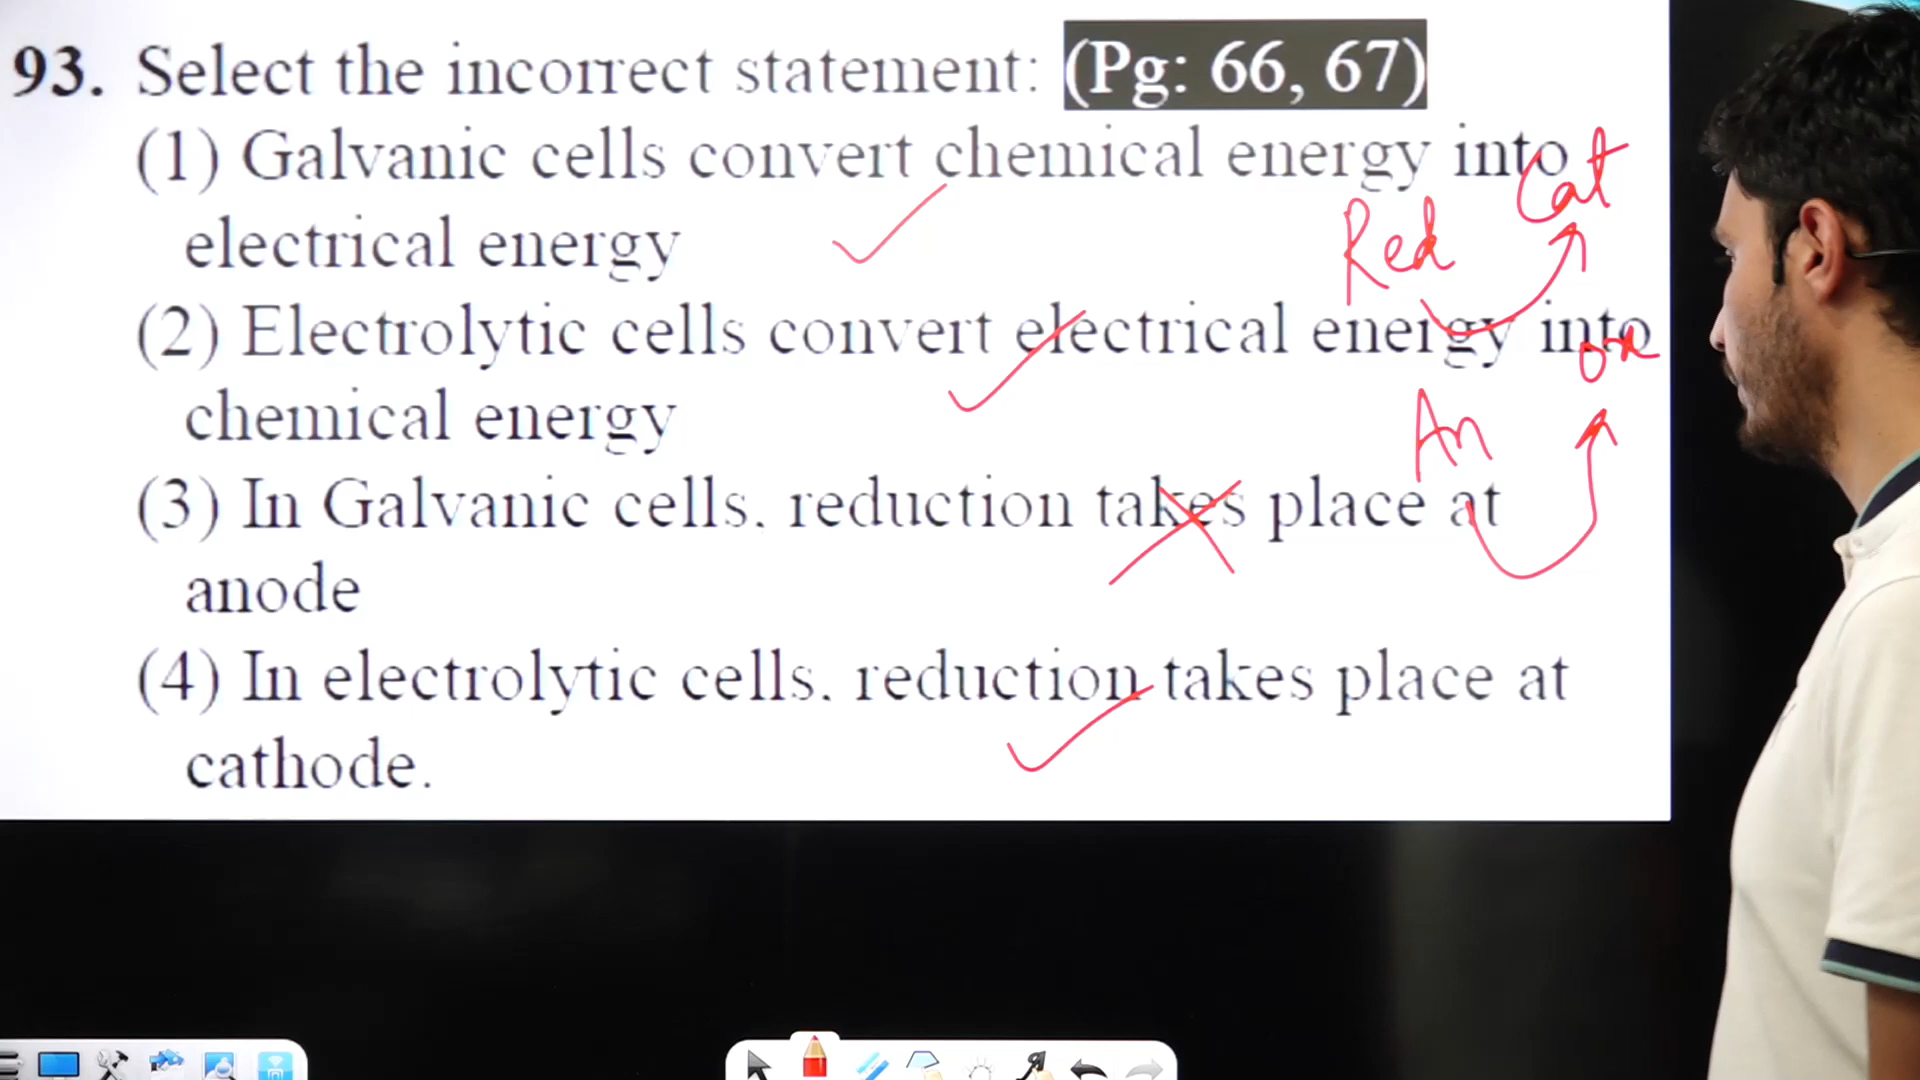 93. Select the incorrect statement: (Pg: 66, 67)
(1) Galvanic cells convert chemical energy into
electrical energy
Red Cat
(2) Electrolytic cells convert electrical energy into
chemical energy
An ox
(3) In Galvanic cells, reduction takes place at
anode
(4) In electrolytic cells, reduction takes place at
cathode.